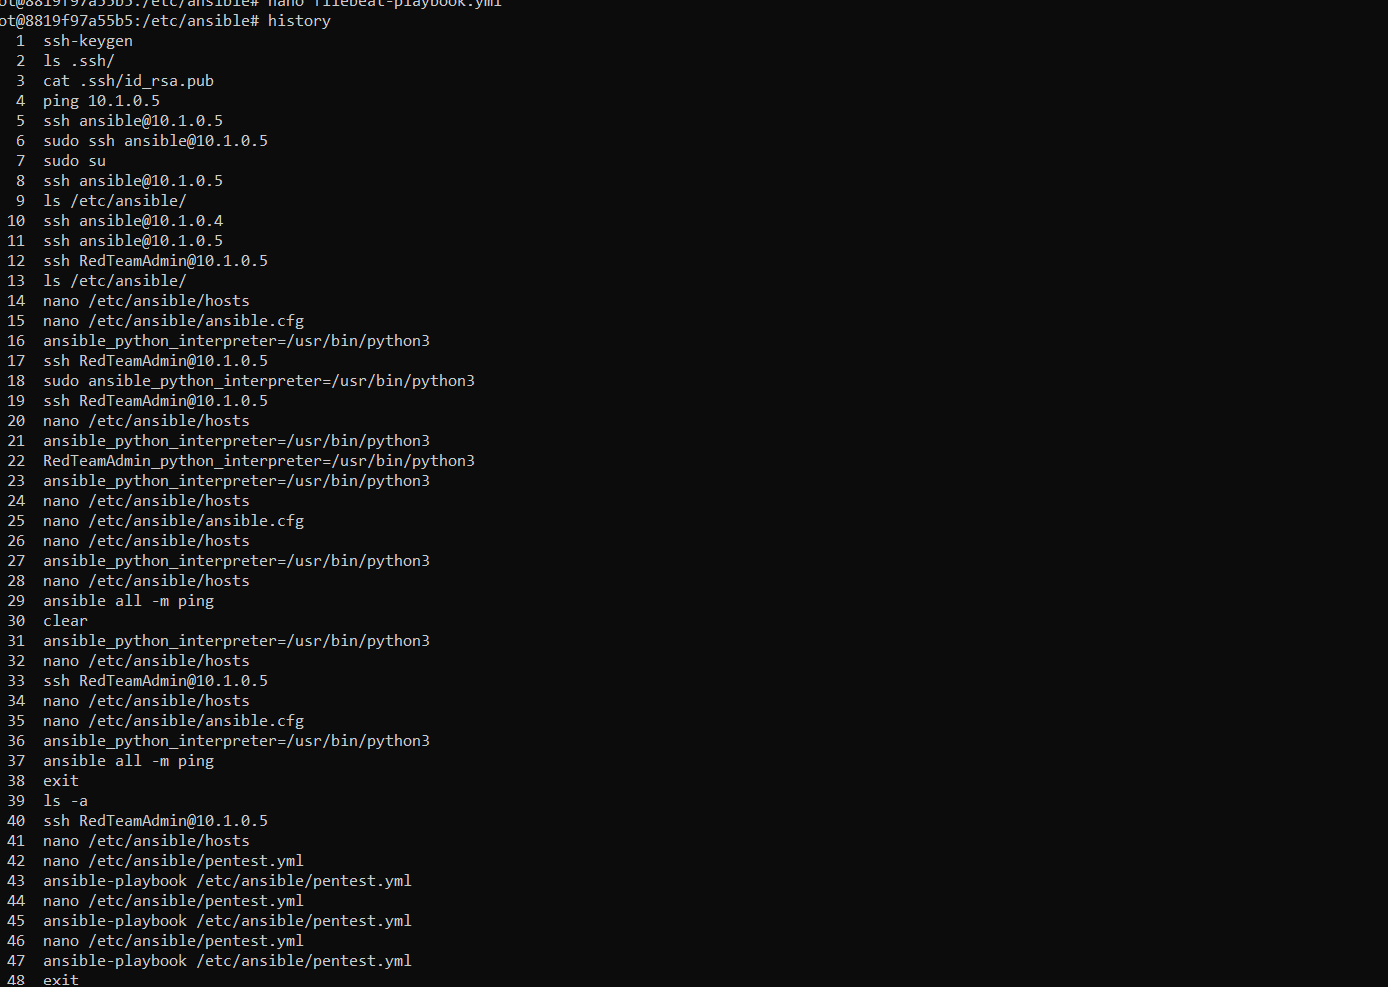 ot@8819f97a55b5:/etc/ansible# nano filebeat-playbook.yml
ot@8819f97a55b5:/etc/ansible# history
1 ssh-keygen
2 ls .ssh/
3 cat .ssh/id_rsa.pub
4 ping 10.1.0.5
5 ssh ansible@10.1.0.5
6 sudo ssh ansible@10.1.0.5
7 sudo su
8 ssh ansible@10.1.0.5
9 ls /etc/ansible/
10 ssh ansible@10.1.0.4
11 ssh ansible@10.1.0.5
12 ssh RedTeamAdmin@10.1.0.5
13 ls /etc/ansible/
14 nano /etc/ansible/hosts
15 nano /etc/ansible/ansible.cfg
16 ansible_python_interpreter=/usr/bin/python3
17 ssh RedTeamAdmin@10.1.0.5
18 sudo ansible_python_interpreter=/usr/bin/python3
19 ssh RedTeamAdmin@10.1.0.5
20 nano /etc/ansible/hosts
21 ansible_python_interpreter=/usr/bin/python3
22 RedTeamAdmin_python_interpreter=/usr/bin/python3
23 ansible_python_interpreter=/usr/bin/python3
24 nano /etc/ansible/hosts
25 nano /etc/ansible/ansible.cfg
26 nano /etc/ansible/hosts
27 ansible_python_interpreter=/usr/bin/python3
28 nano /etc/ansible/hosts
29 ansible all -m ping
30 clear
31 ansible_python_interpreter=/usr/bin/python3
32 nano /etc/ansible/hosts
33 ssh RedTeamAdmin@10.1.0.5
34 nano /etc/ansible/hosts
35 nano /etc/ansible/ansible.cfg
36 ansible_python_interpreter=/usr/bin/python3
37 ansible all -m ping
38 exit
39 ls -a
40 ssh RedTeamAdmin@10.1.0.5
41 nano /etc/ansible/hosts
42 nano /etc/ansible/pentest.yml
43 ansible-playbook /etc/ansible/pentest.yml
44 nano /etc/ansible/pentest.yml
45 ansible-playbook /etc/ansible/pentest.yml
46 nano /etc/ansible/pentest.yml
47 ansible-playbook /etc/ansible/pentest.yml
48 exit